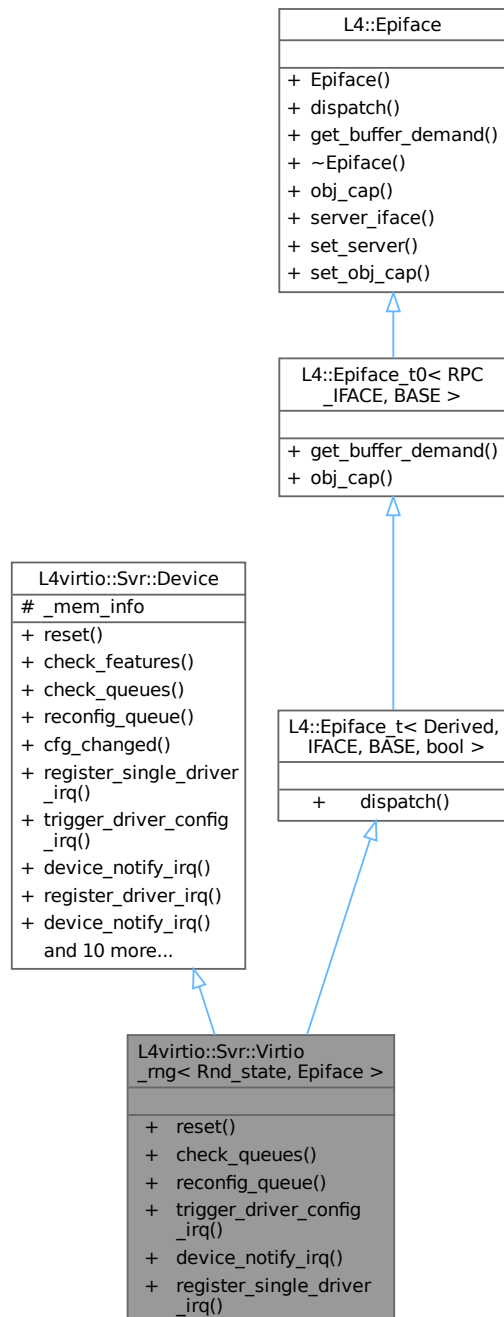 L4::Epiface
+ Epiface()
+ dispatch()
+ get_buffer_demand()
+ ~Epiface()
+ obj_cap()
+ server_iface()
+ set_server()
+ set_obj_cap()
L4::Epiface_t0< RPC
_IFACE, BASE >
+ get_buffer_demand()
+ obj_cap()
L4virtio::Svr::Device
# _mem_info
+ reset()
+ check_features()
+ check_queues()
+ reconfig_queue()
+ cfg_changed()
+ register_single_driver
_irq()
+ trigger_driver_config
_irq()
+ device_notify_irq()
+ register_driver_irq()
+ device_notify_irq()
and 10 more...
L4::Epiface_t< Derived,
IFACE, BASE, bool >
+ dispatch()
L4virtio::Svr::Virtio
_rng< Rnd_state, Epiface >
+ reset()
+ check_queues()
+ reconfig_queue()
+ trigger_driver_config
_irq()
+ device_notify_irq()
+ register_single_driver
_irq()